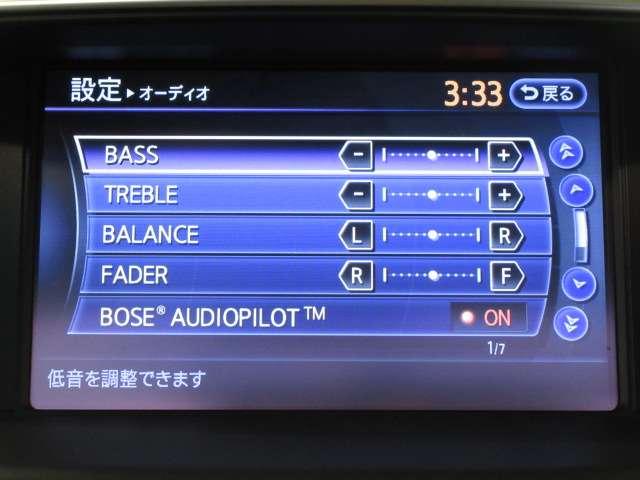 設定▶オーディオ 3:33 戻る
BASS - +
TREBLE - +
BALANCE L R
FADER R F
BOSE® AUDIOPILOT™ ON
1/7
低音を調整できます